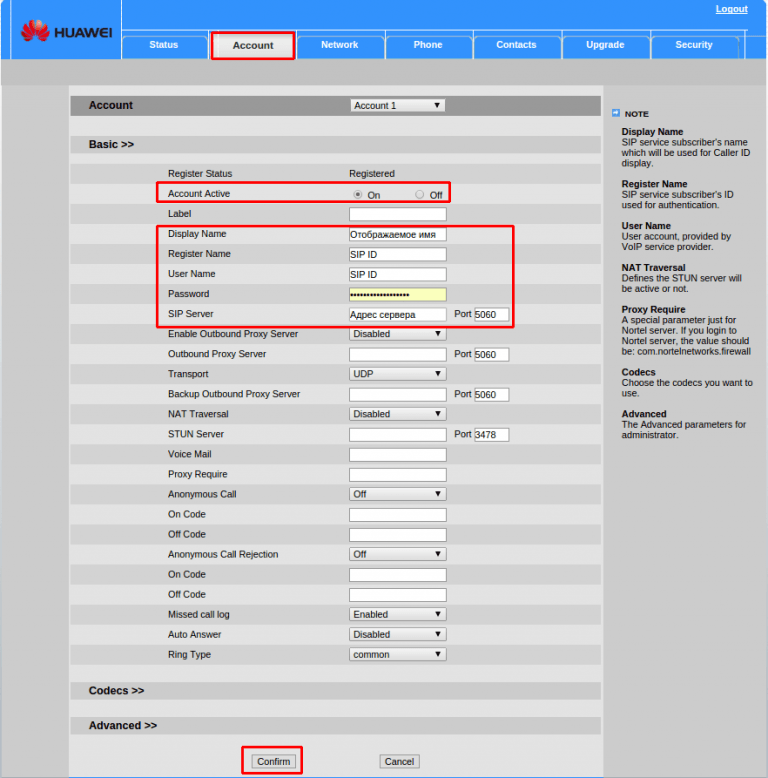 Logout
HUAWEI
Status Account Network Phone Contacts Upgrade Security
Account Account 1
Basic >>
Register Status Registered
Account Active On Off
Label
Display Name Отображаемое имя
Register Name SIP ID
User Name SIP ID
Password ••••••••••••••••••
SIP Server Адрес сервера Port 5060
Enable Outbound Proxy Server Disabled
Outbound Proxy Server Port 5060
Transport UDP
Backup Outbound Proxy Server Port 5060
NAT Traversal Disabled
STUN Server Port 3478
Voice Mail
Proxy Require
Anonymous Call Off
On Code
Off Code
Anonymous Call Rejection Off
On Code
Off Code
Missed call log Enabled
Auto Answer Disabled
Ring Type common
Codecs >>
Advanced >>
Confirm Cancel
NOTE
Display Name
SIP service subscriber's name
which will be used for Caller ID
display.
Register Name
SIP service subscriber's ID
used for authentication.
User Name
User account, provided by
VoIP service provider.
NAT Traversal
Defines the STUN server will
be active or not.
Proxy Require
A special parameter just for
Nortel server. If you login to
Nortel server, the value should
be: com.nortelnetworks.firewall
Codecs
Choose the codecs you want to
use.
Advanced
The Advanced parameters for
administrator.